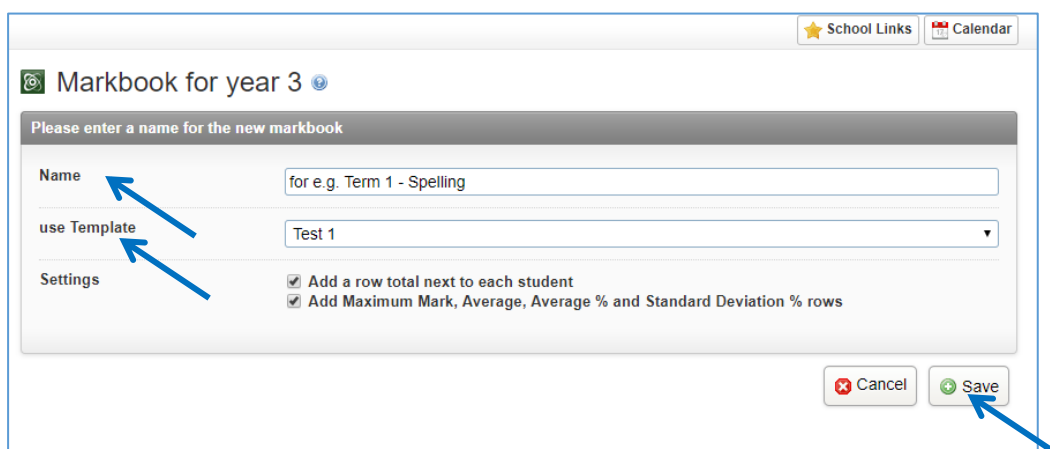 School Links Calendar
Markbook for year 3
Please enter a name for the new markbook
Name for e.g. Term 1 - Spelling
use Template Test 1
Settings Add a row total next to each student
Add Maximum Mark, Average, Average % and Standard Deviation % rows
Cancel Save